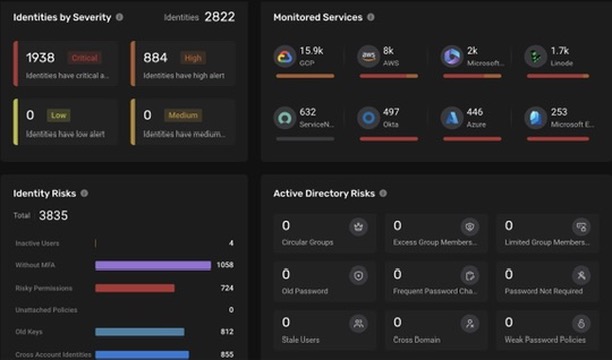 Identities by Severity
Identities 2822
1938 Critical
Identities have critical a...
884 High
Identities have high alert
0 Low
Identities have low alert
0 Medium
Identities have medium...
Monitored Services
15.9k
GCP
aws
8k
AWS
2k
Microsoft...
1.7k
Linode
632
ServiceN...
497
Okta
446
Azure
253
Microsoft E...
Identity Risks
Total 3835
Inactive Users 4
Without MFA 1058
Risky Permissions 724
Unattached Policies 0
Old Keys 812
Cross Account Identities 855
Active Directory Risks
0
Circular Groups
0
Excess Group Members...
0
Limited Group Members...
0
Old Password
0
Frequent Password Cha...
0
Password Not Required
0
Stale Users
0
Cross Domain
0
Weak Password Policies